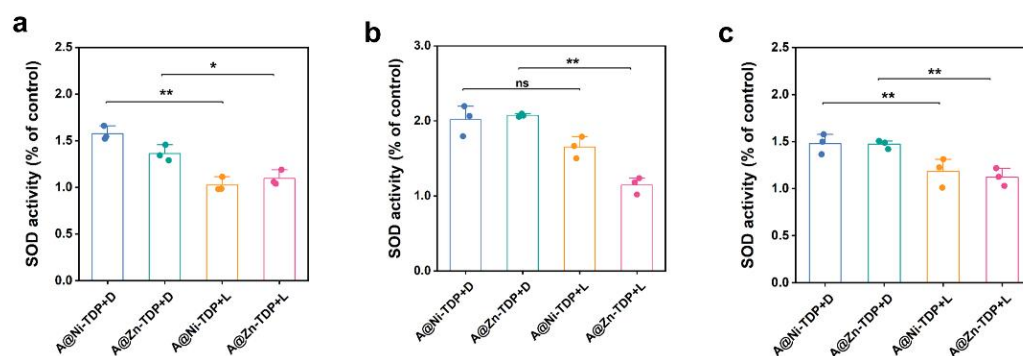 a
SOD activity (% of control)
2.5
2.0
1.5
1.0
0.5
0.0
*
**
A@Ni-TDP+D
A@Zn-TDP+D
A@Ni-TDP+L
A@Zn-TDP+L
b
SOD activity (% of control)
3.0
2.0
1.0
0.0
**
ns
A@Ni-TDP+D
A@Zn-TDP+D
A@Ni-TDP+L
A@Zn-TDP+L
c
SOD activity (% of control)
2.5
2.0
1.5
1.0
0.5
0.0
**
**
A@Ni-TDP+D
A@Zn-TDP+D
A@Ni-TDP+L
A@Zn-TDP+L